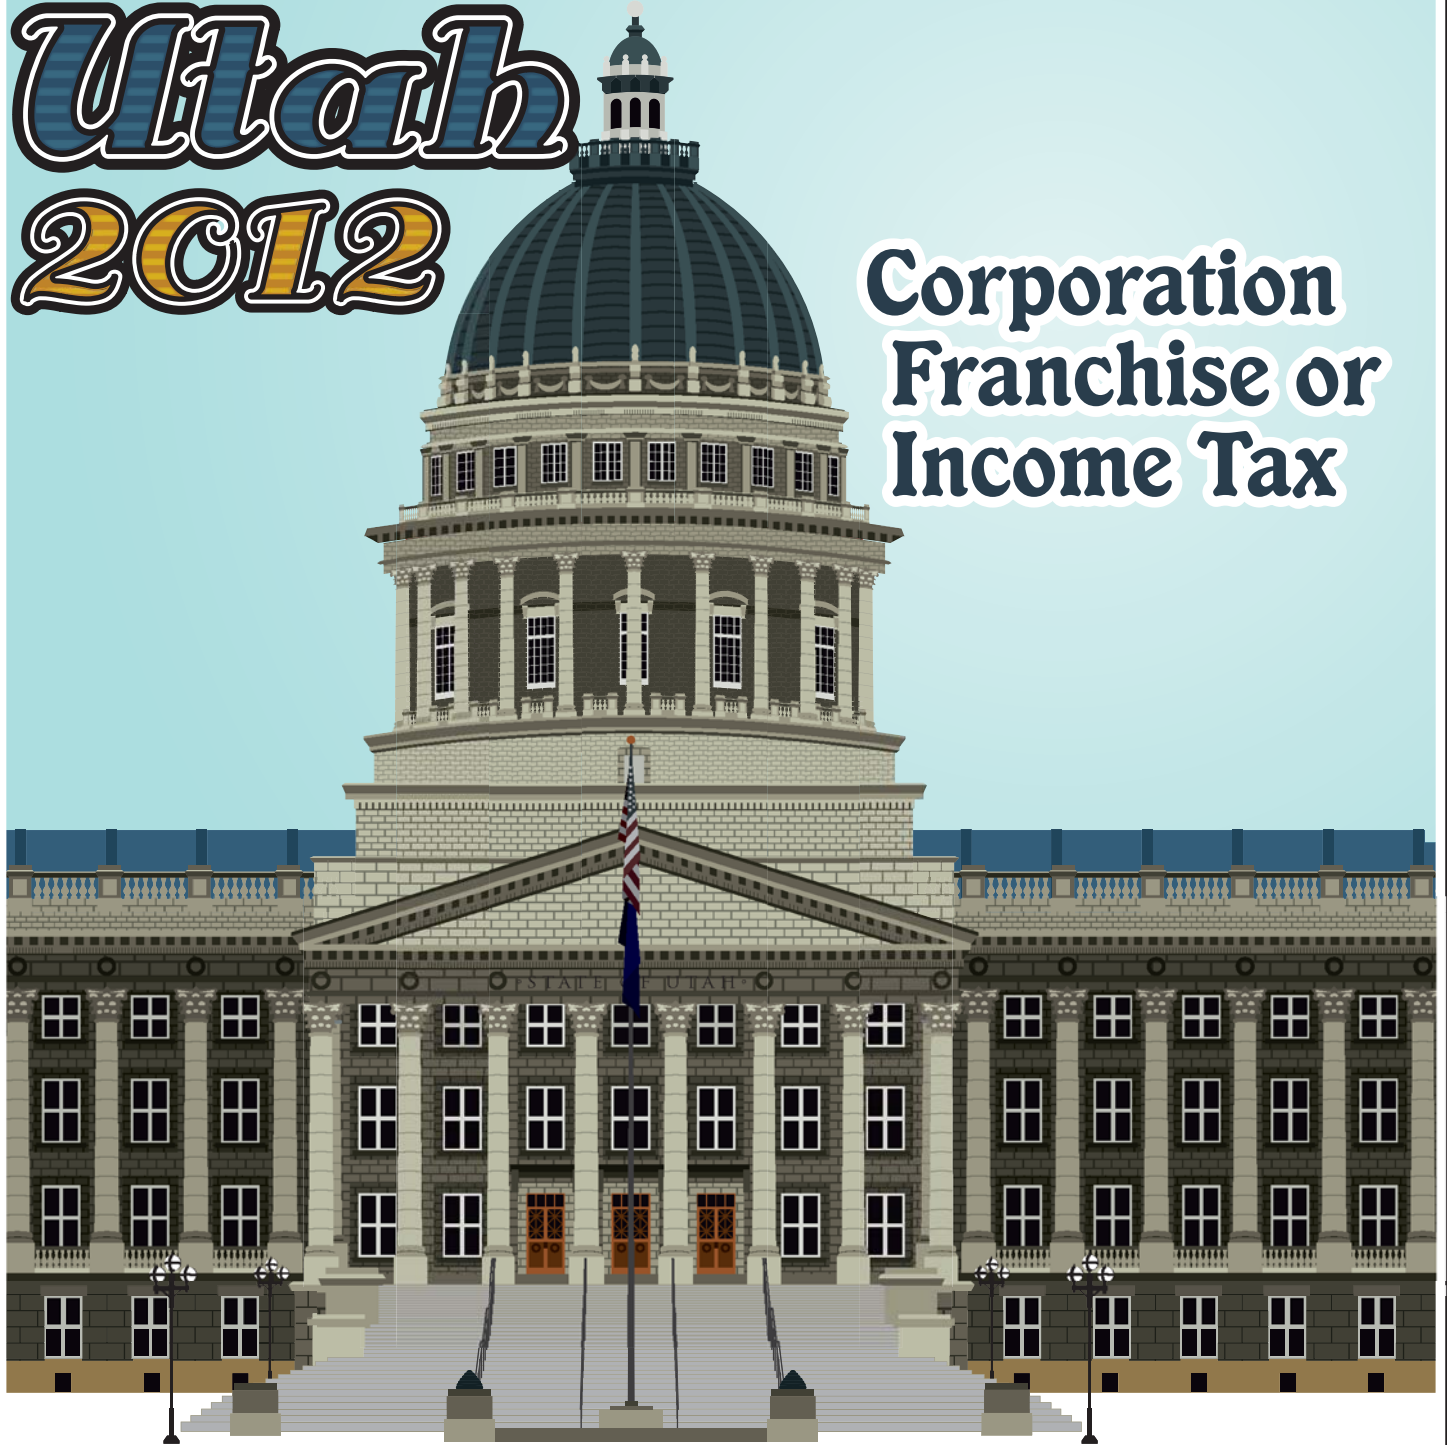 Utah
2012
Corporation
Franchise or
Income Tax
STATE OF UTAH